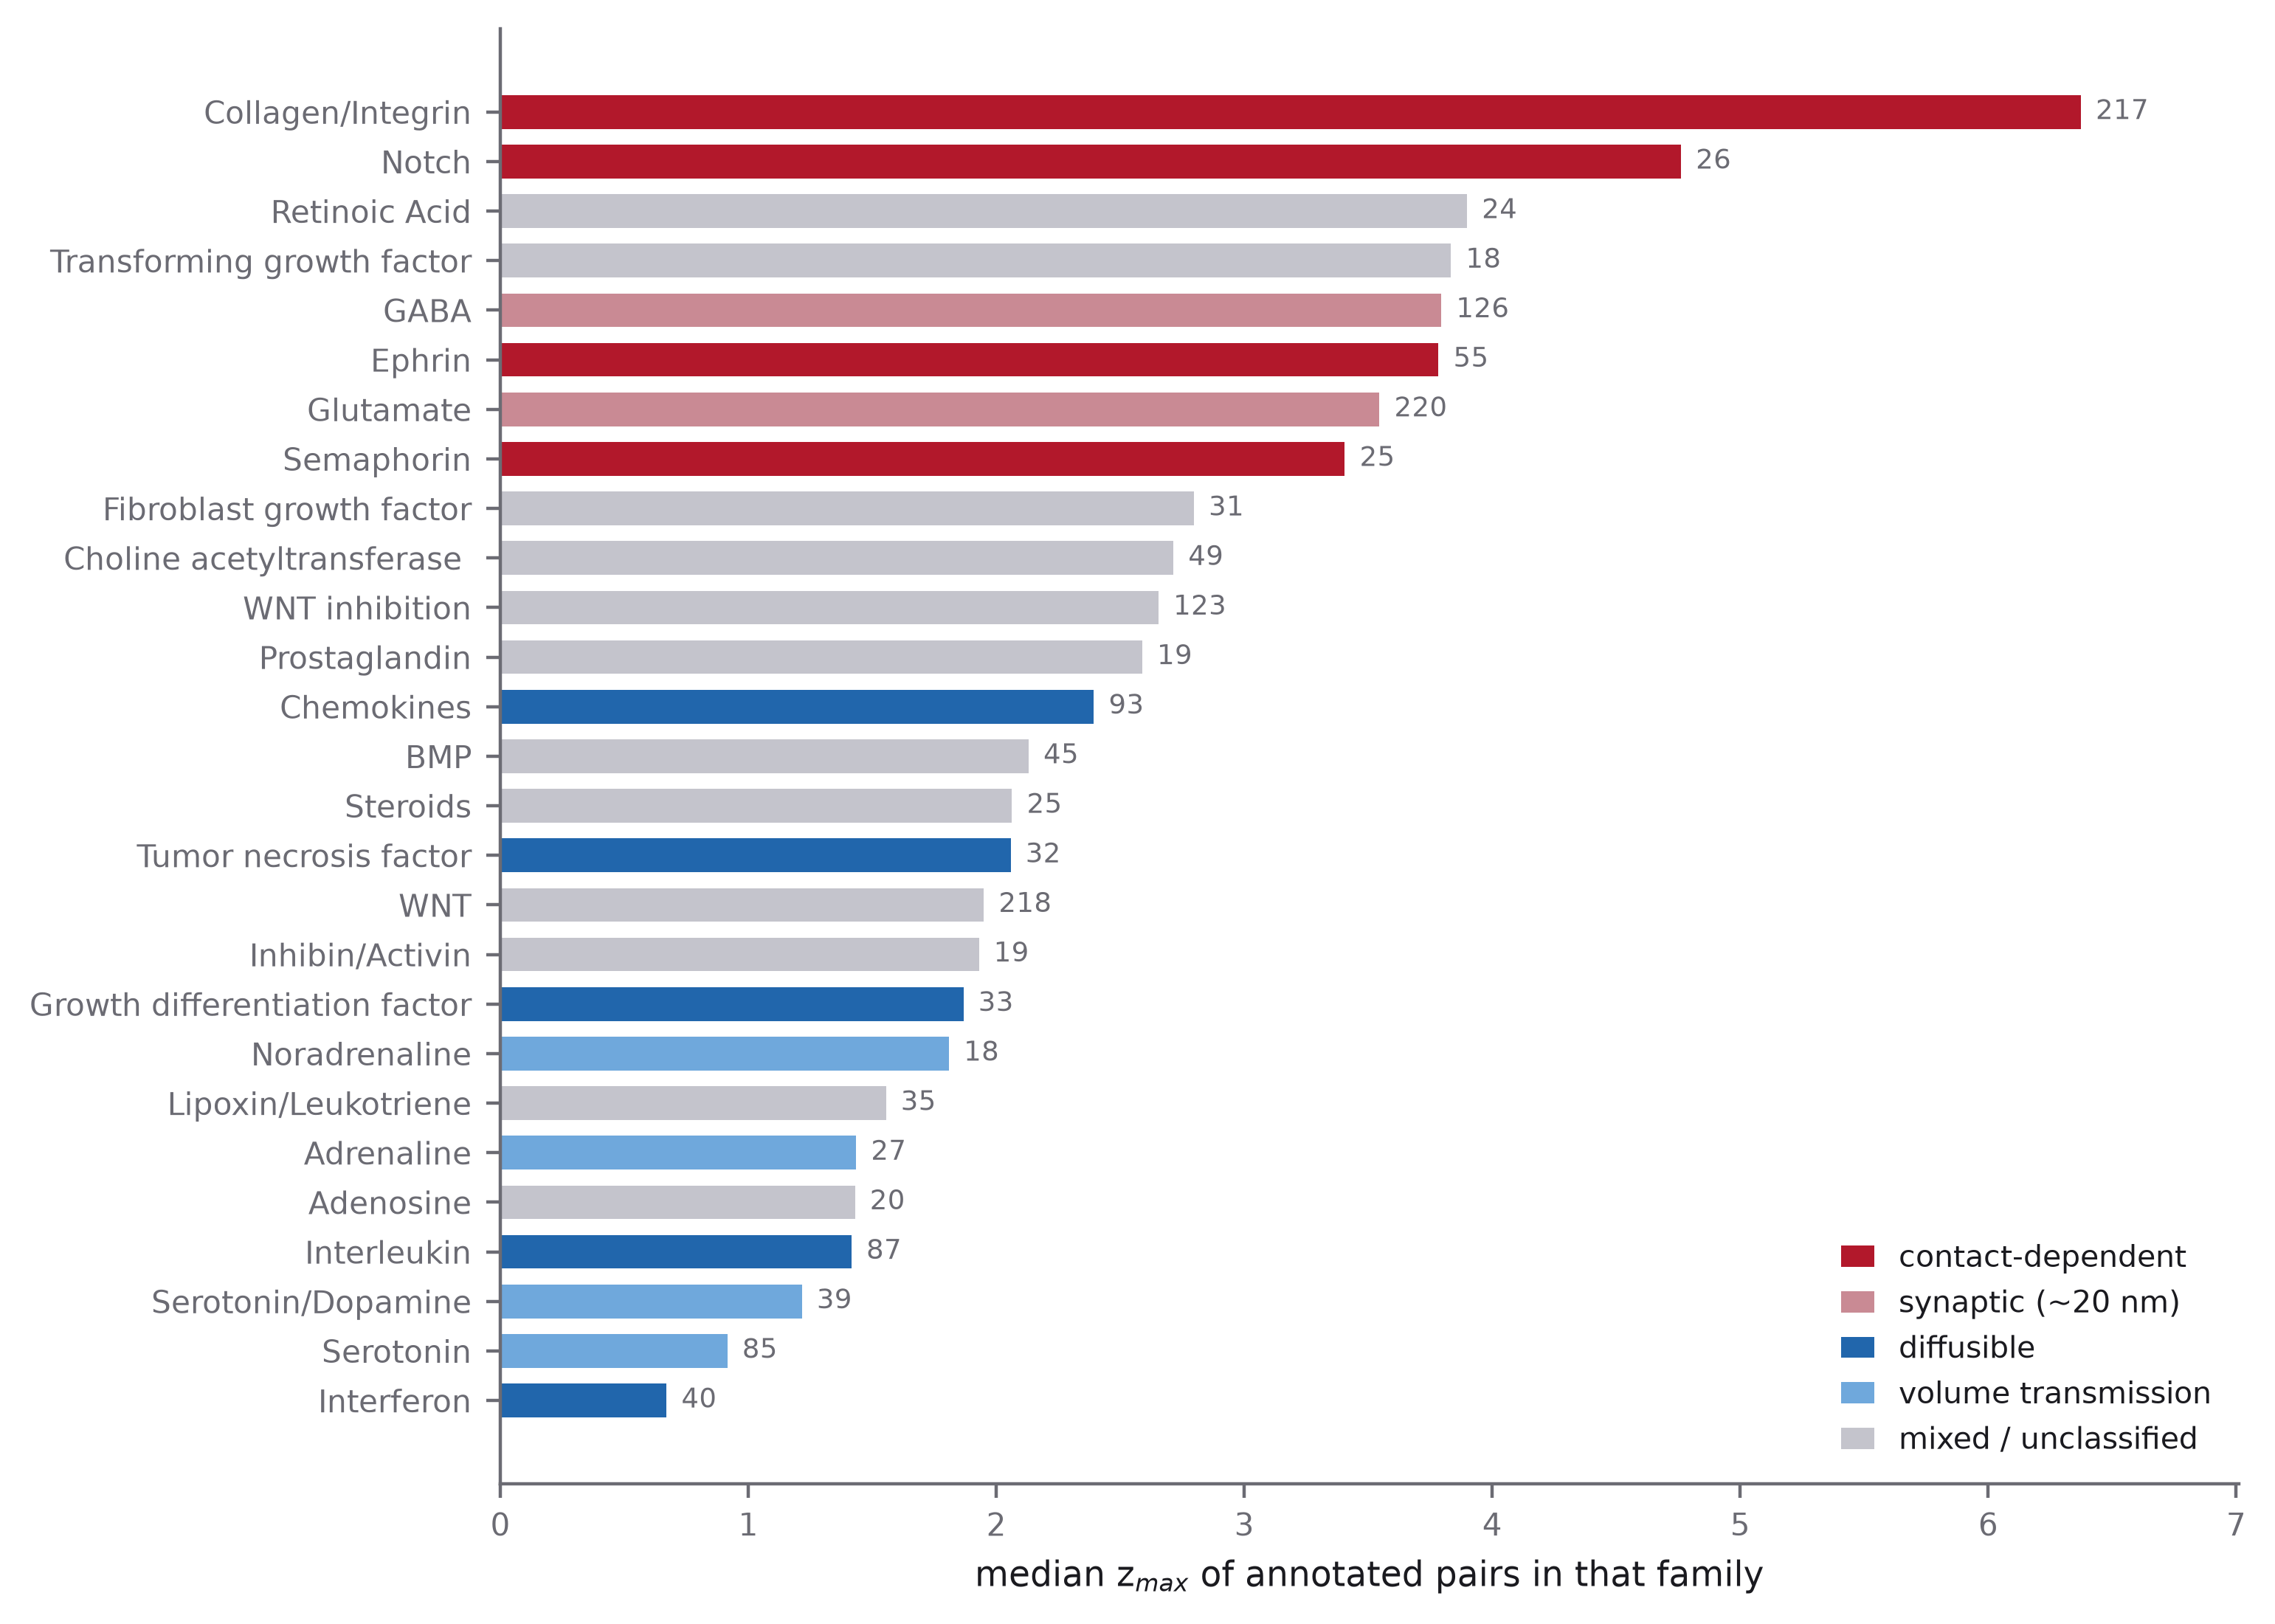 Collagen/Integrin 217
Notch 26
Retinoic Acid 24
Transforming growth factor 18
GABA 126
Ephrin 55
Glutamate 220
Semaphorin 25
Fibroblast growth factor 31
Choline acetyltransferase 49
WNT inhibition 123
Prostaglandin 19
Chemokines 93
BMP 45
Steroids 25
Tumor necrosis factor 32
WNT 218
Inhibin/Activin 19
Growth differentiation factor 33
Noradrenaline 18
Lipoxin/Leukotriene 35
Adrenaline 27
Adenosine 20
Interleukin 87
Serotonin/Dopamine 39
Serotonin 85
Interferon 40
contact-dependent
synaptic (~20 nm)
diffusible
volume transmission
mixed / unclassified
0 1 2 3 4 5 6 7
median zmax of annotated pairs in that family